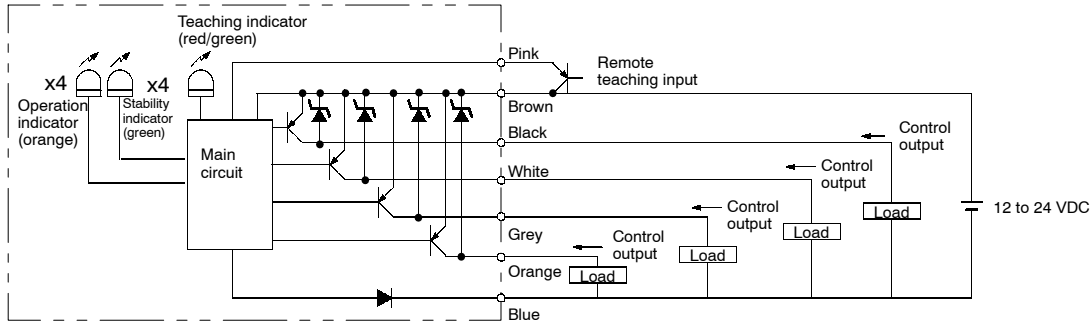 Teaching indicator
(red/green)
x4
x4
Operation
indicator
(orange)
Stability
indicator
(green)
Main
circuit
Pink
Remote
teaching input
Brown
Black
Control
output
White
Control
output
Load
12 to 24 VDC
Control
output
Load
Grey
Control
output
Load
Orange
Load
Blue